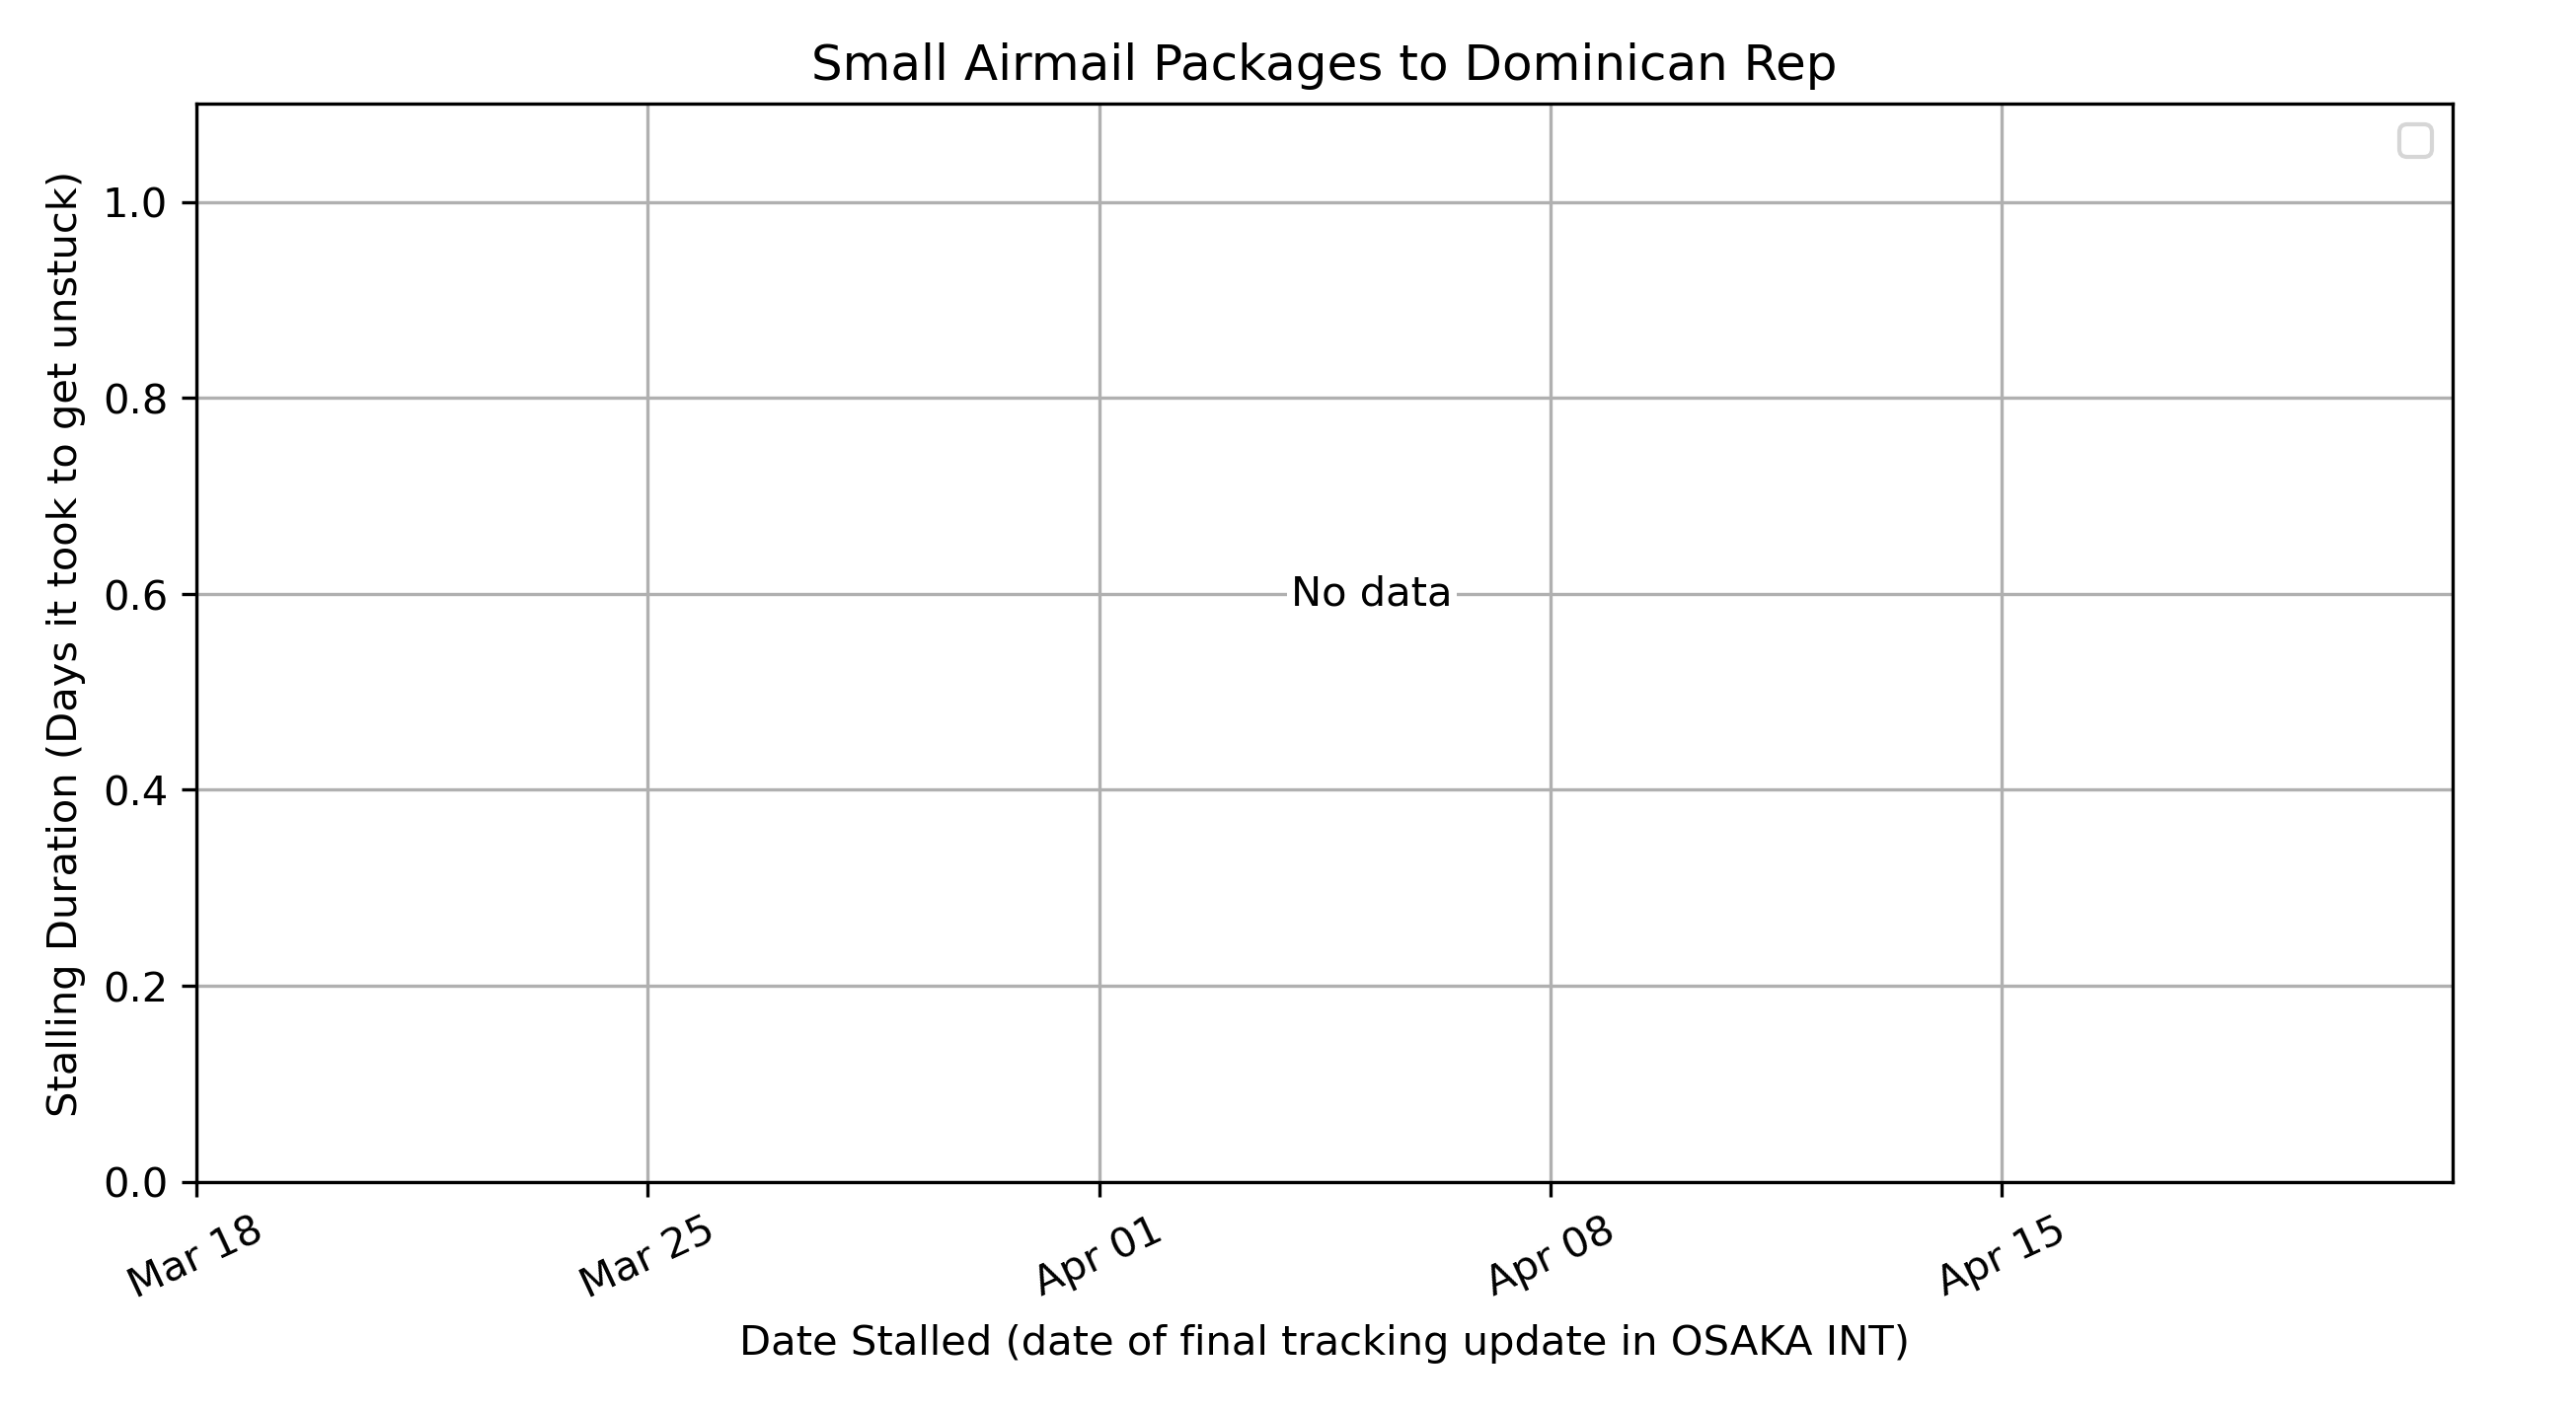 Small Airmail Packages to Dominican Rep
Stalling Duration (Days it took to get unstuck)
1.0
0.8
0.6
0.4
0.2
0.0
No data
Mar 18
Mar 25
Apr 01
Apr 08
Apr 15
Date Stalled (date of final tracking update in OSAKA INT)